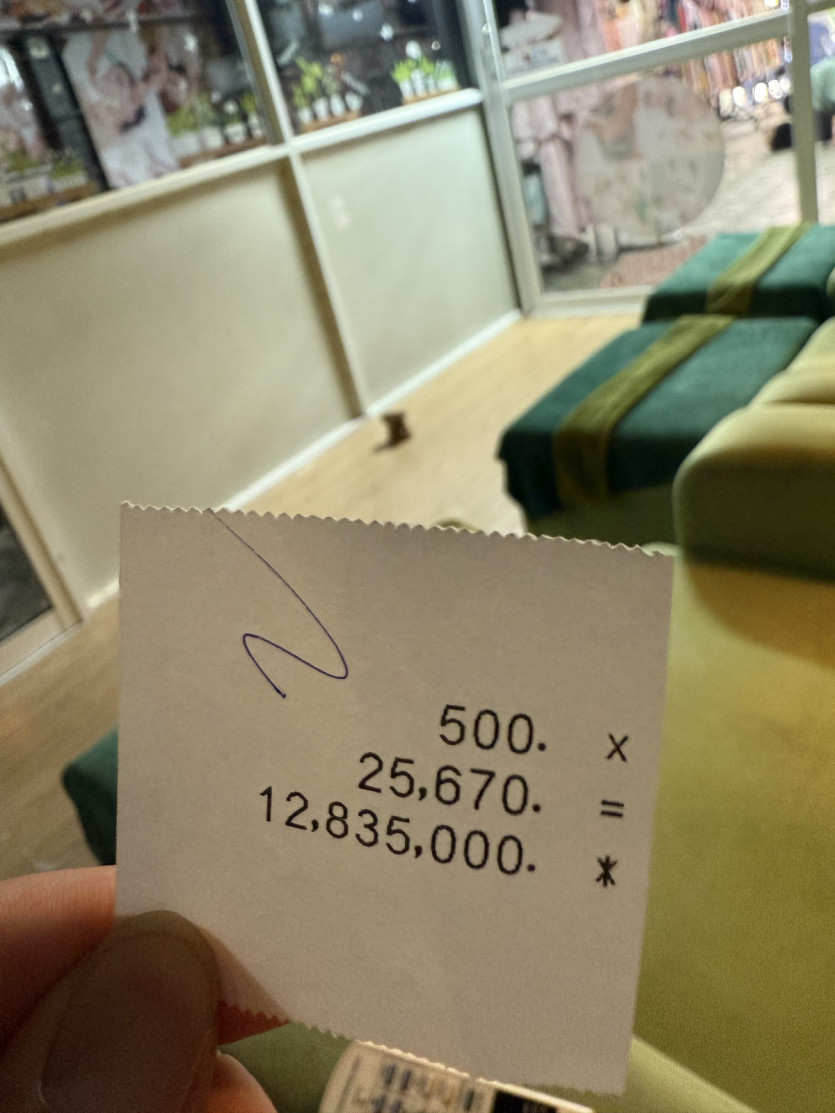 500. x
25,670. =
12,835,000. *